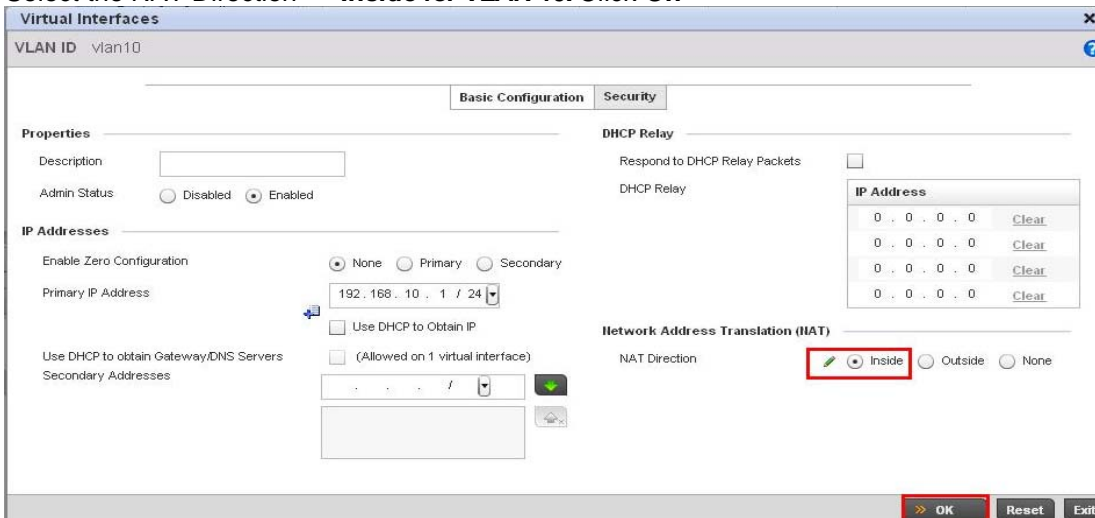 Virtual Interfaces
VLAN ID vlan10
Basic Configuration Security
Properties
Description
Admin Status Disabled Enabled
IP Addresses
Enable Zero Configuration None Primary Secondary
Primary IP Address 192 . 168 . 10 . 1 / 24
Use DHCP to Obtain IP
Use DHCP to obtain Gateway/DNS Servers (Allowed on 1 virtual interface)
Secondary Addresses
. . . /
DHCP Relay
Respond to DHCP Relay Packets
DHCP Relay
IP Address
0 . 0 . 0 . 0 Clear
0 . 0 . 0 . 0 Clear
0 . 0 . 0 . 0 Clear
0 . 0 . 0 . 0 Clear
Network Address Translation (NAT)
NAT Direction Inside Outside None
» OK Reset Exit